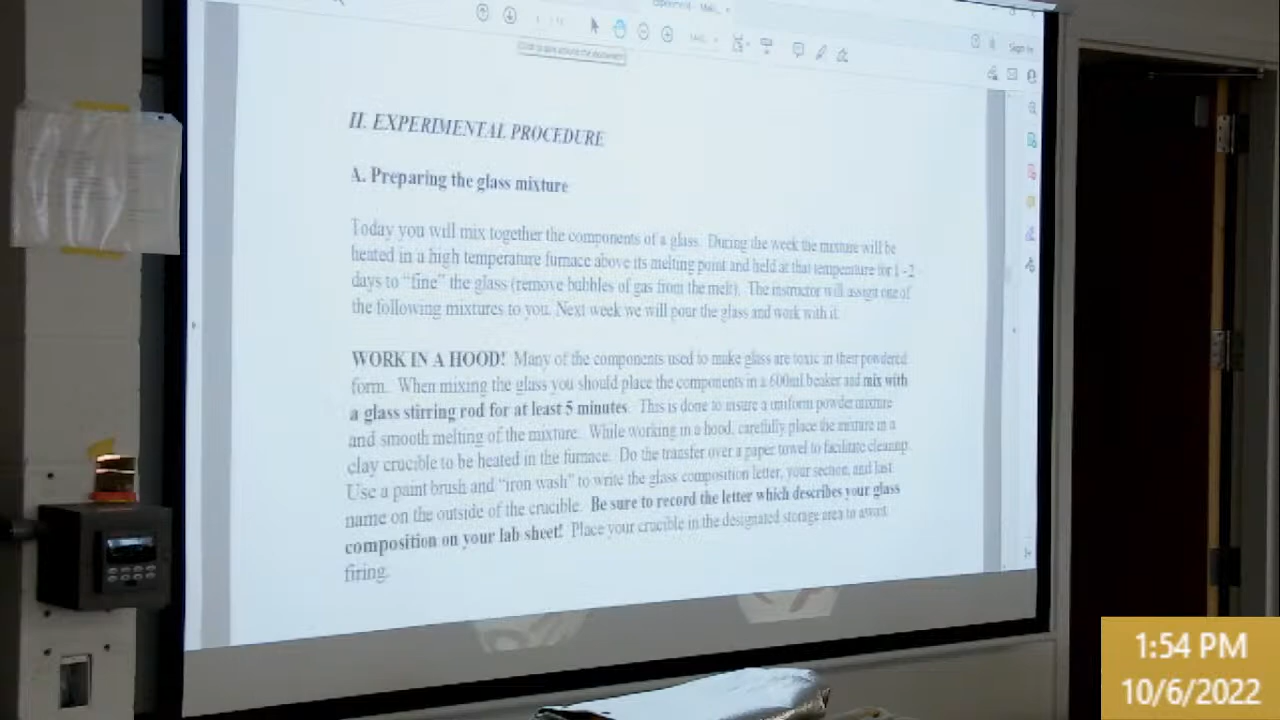 Sign In
II. EXPERIMENTAL PROCEDURE
A. Preparing the glass mixture
Today you will mix together the components of a glass. During the week the mixture will be
heated in a high temperature furnace above its melting point and held at that temperature for 1 - 2
days to “fine” the glass (remove bubbles of gas from the melt). The instructor will assign one of
the following mixtures to you. Next week we will pour the glass and work with it.
WORK IN A HOOD! Many of the components used to make glass are toxic in their powdered
form. When mixing the glass you should place the components in a 600ml beaker and mix with
a glass stirring rod for at least 5 minutes. This is done to insure a uniform powder mixture
and smooth melting of the mixture. While working in a hood, carefully place the mixture in a
clay crucible to be heated in the furnace. Do the transfer over a paper towel to facilitate cleanup.
Use a paint brush and “iron wash” to write the glass composition letter, your section, and last
name on the outside of the crucible. Be sure to record the letter which describes your glass
composition on your lab sheet! Place your crucible in the designated storage area to await
firing.
1:54 PM
10/6/2022